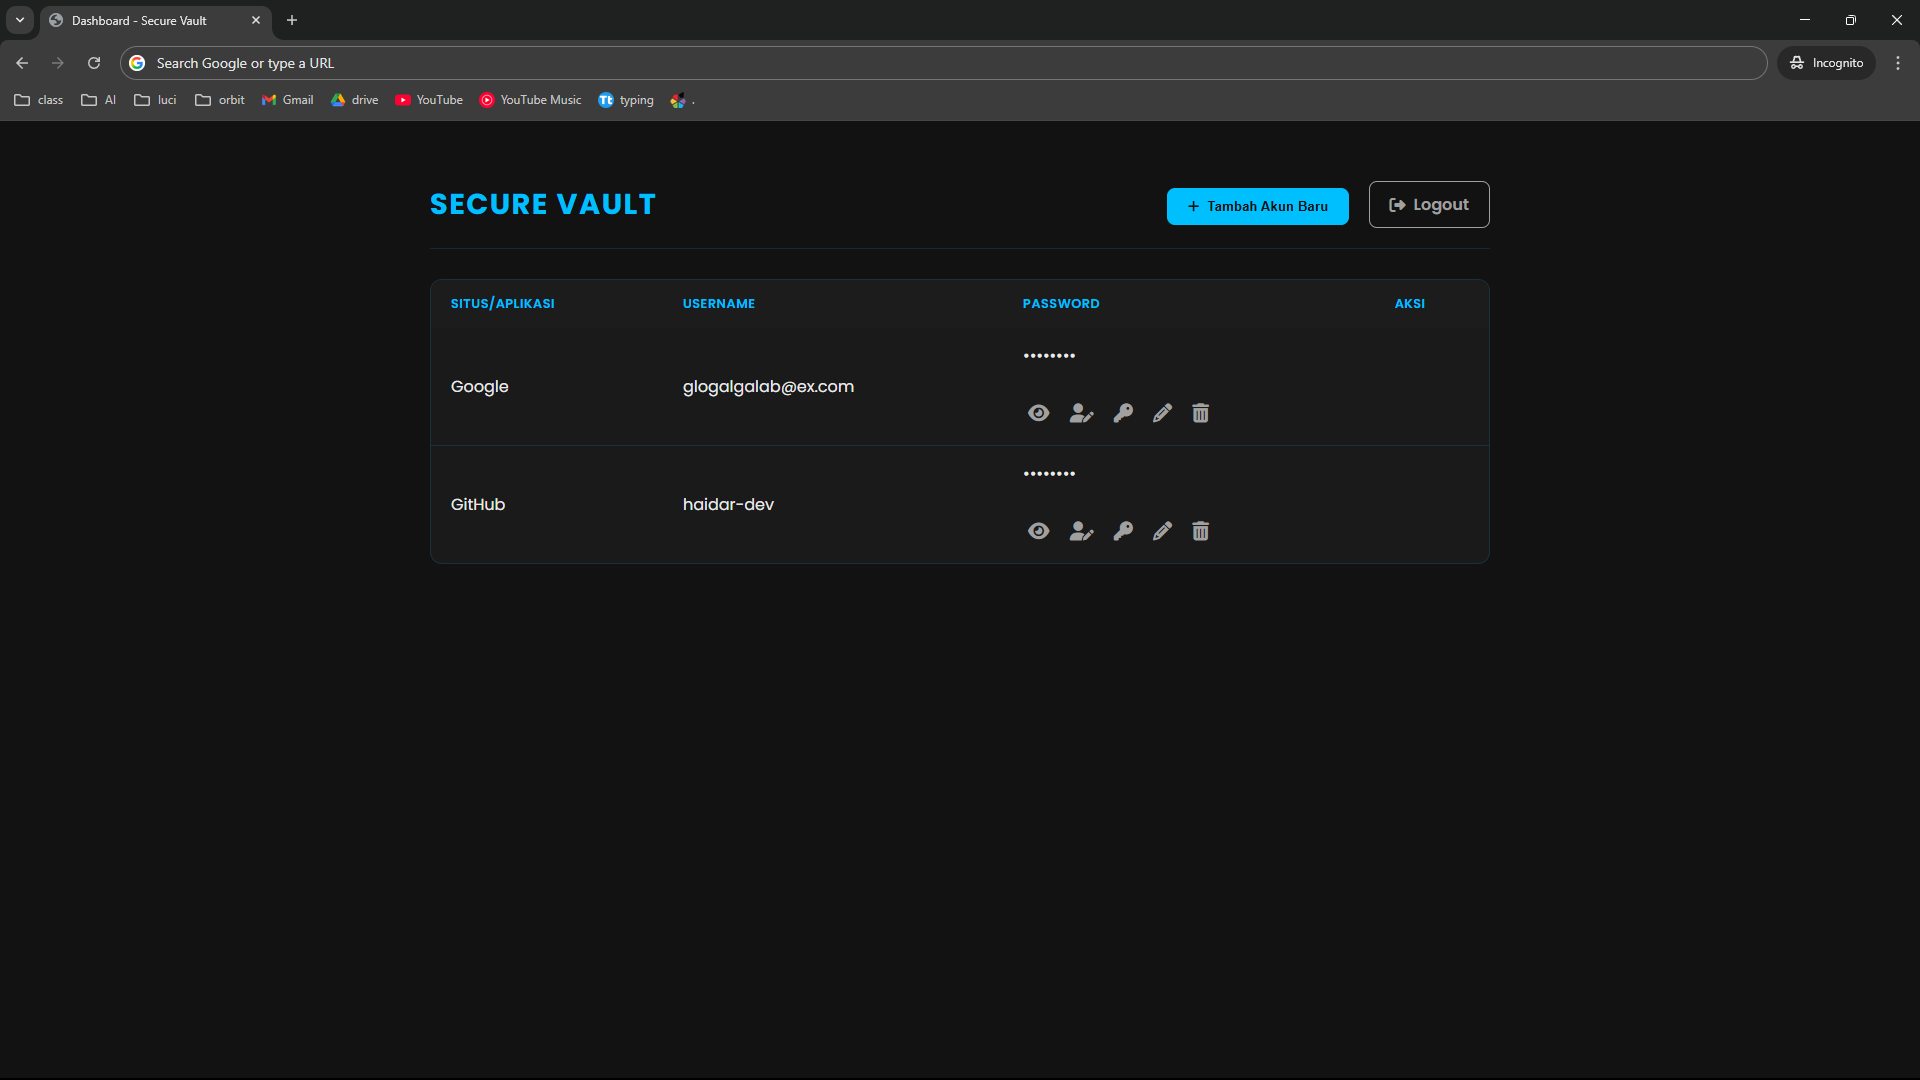 Dashboard - Secure Vault
Search Google or type a URL
Incognito
class AI luci orbit Gmail drive YouTube YouTube Music Tt typing .
SECURE VAULT
+ Tambah Akun Baru
Logout
SITUS/APLIKASI USERNAME PASSWORD AKSI
••••••••
Google glogalgalab@ex.com
••••••••
GitHub haidar-dev